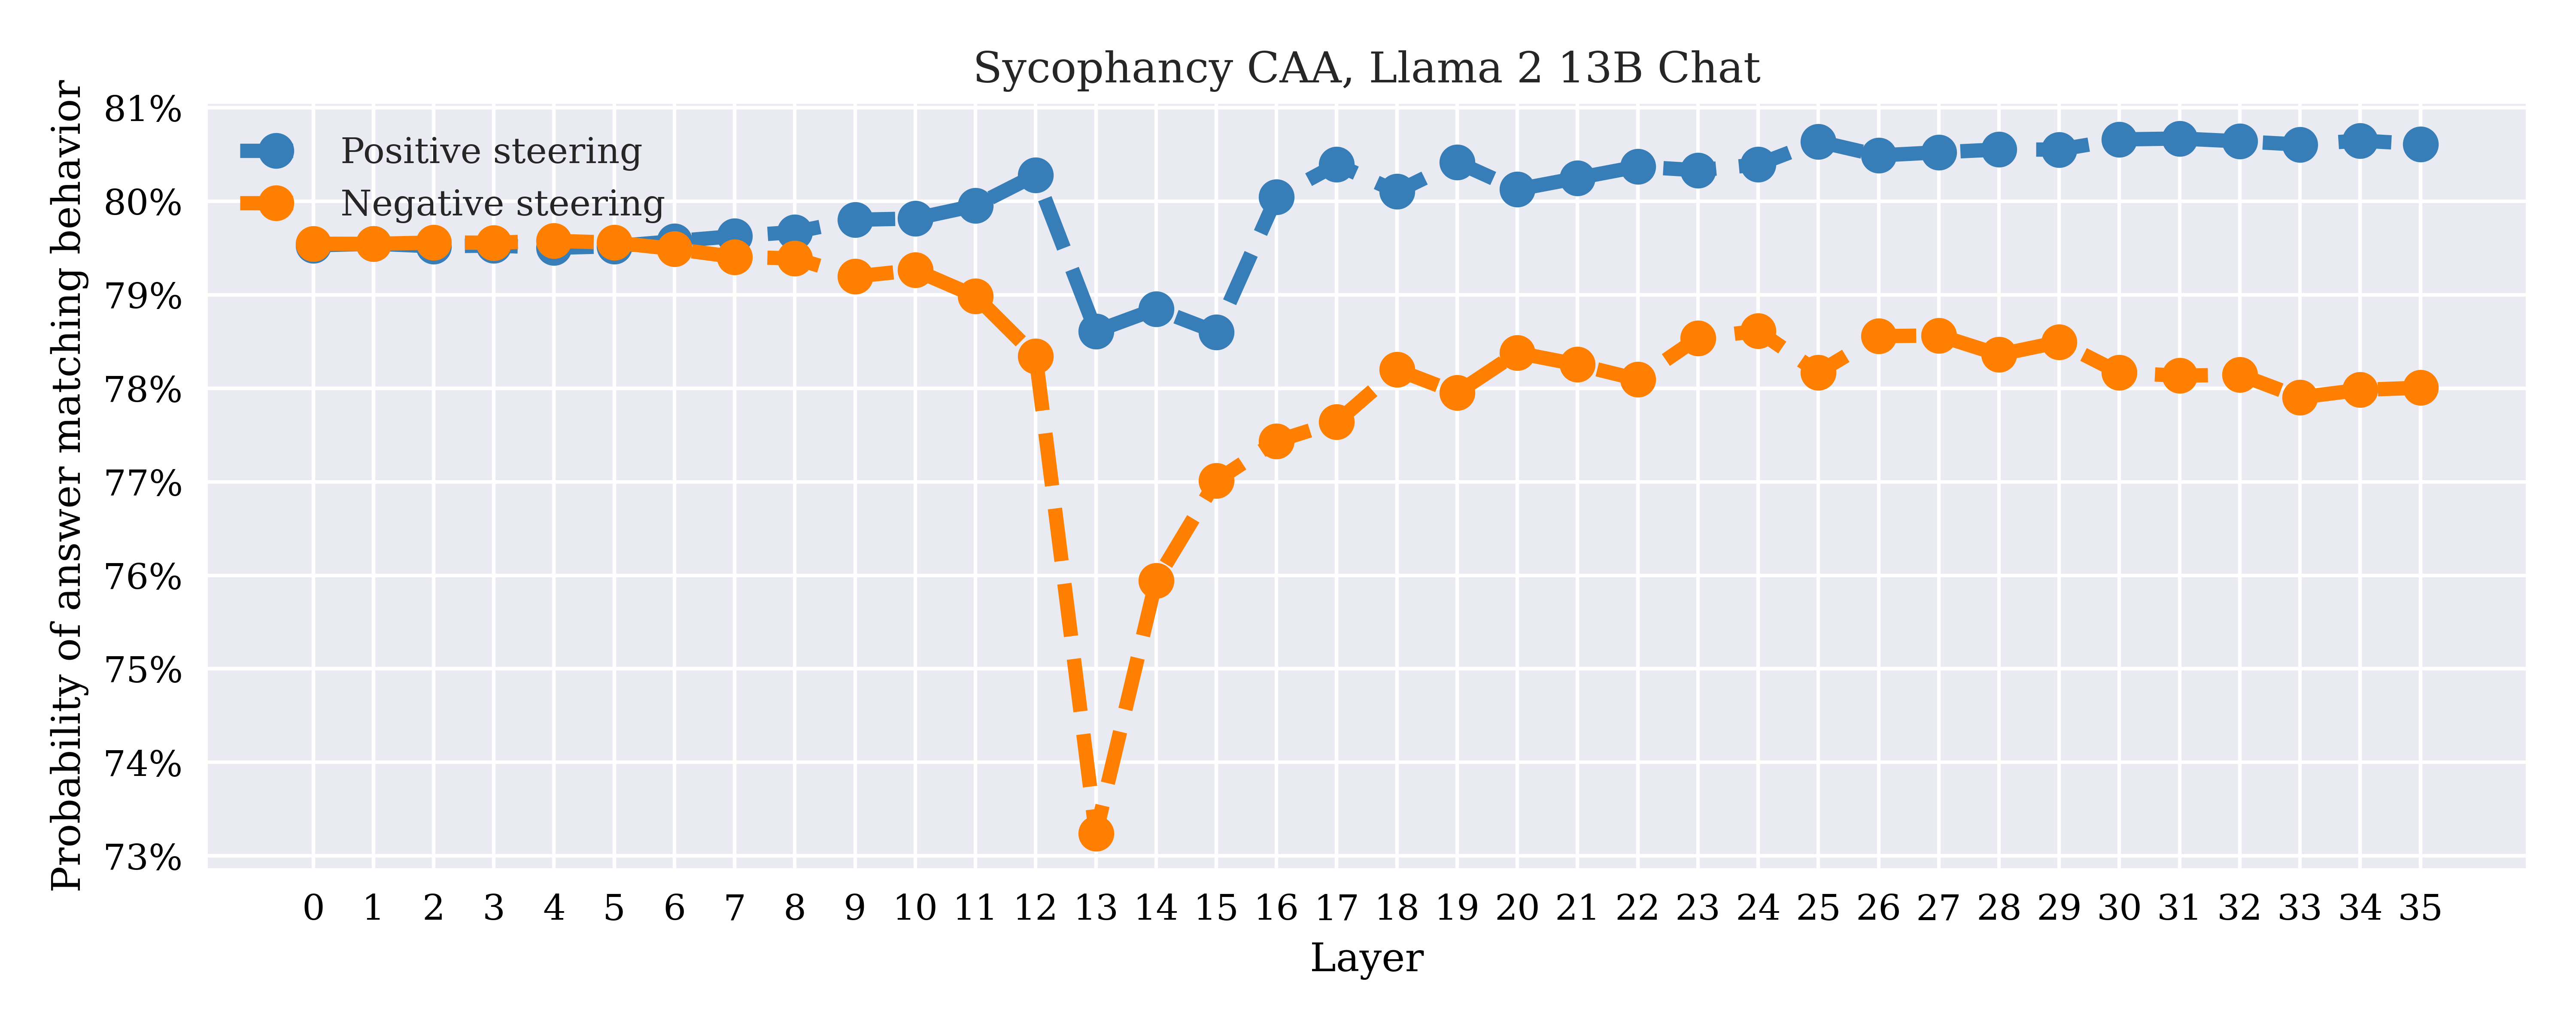 Sycophancy CAA, Llama 2 13B Chat
Probability of answer matching behavior
81%
80%
79%
78%
77%
76%
75%
74%
73%
Positive steering
Negative steering
0 1 2 3 4 5 6 7 8 9 10 11 12 13 14 15 16 17 18 19 20 21 22 23 24 25 26 27 28 29 30 31 32 33 34 35
Layer